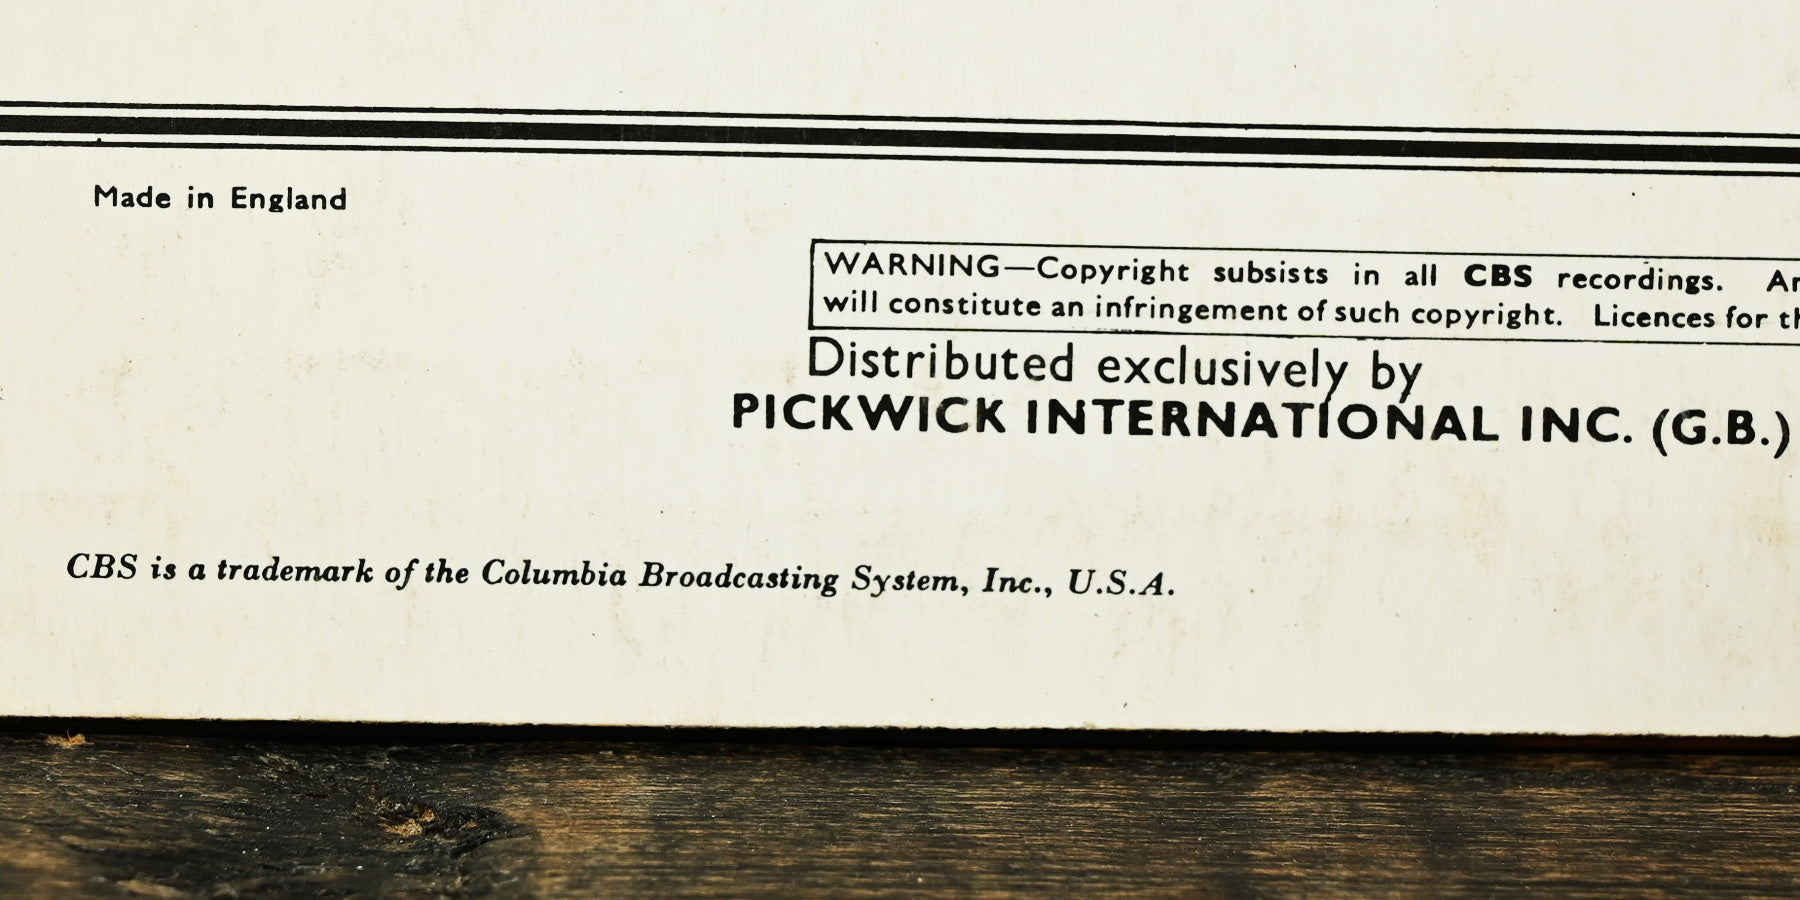 Made in England
WARNING—Copyright subsists in all CBS recordings.
will constitute an infringement of such copyright. Licences for
Distributed exclusively by
PICKWICK INTERNATIONAL INC. (G.B.)
CBS is a trademark of the Columbia Broadcasting System, Inc., U.S.A.